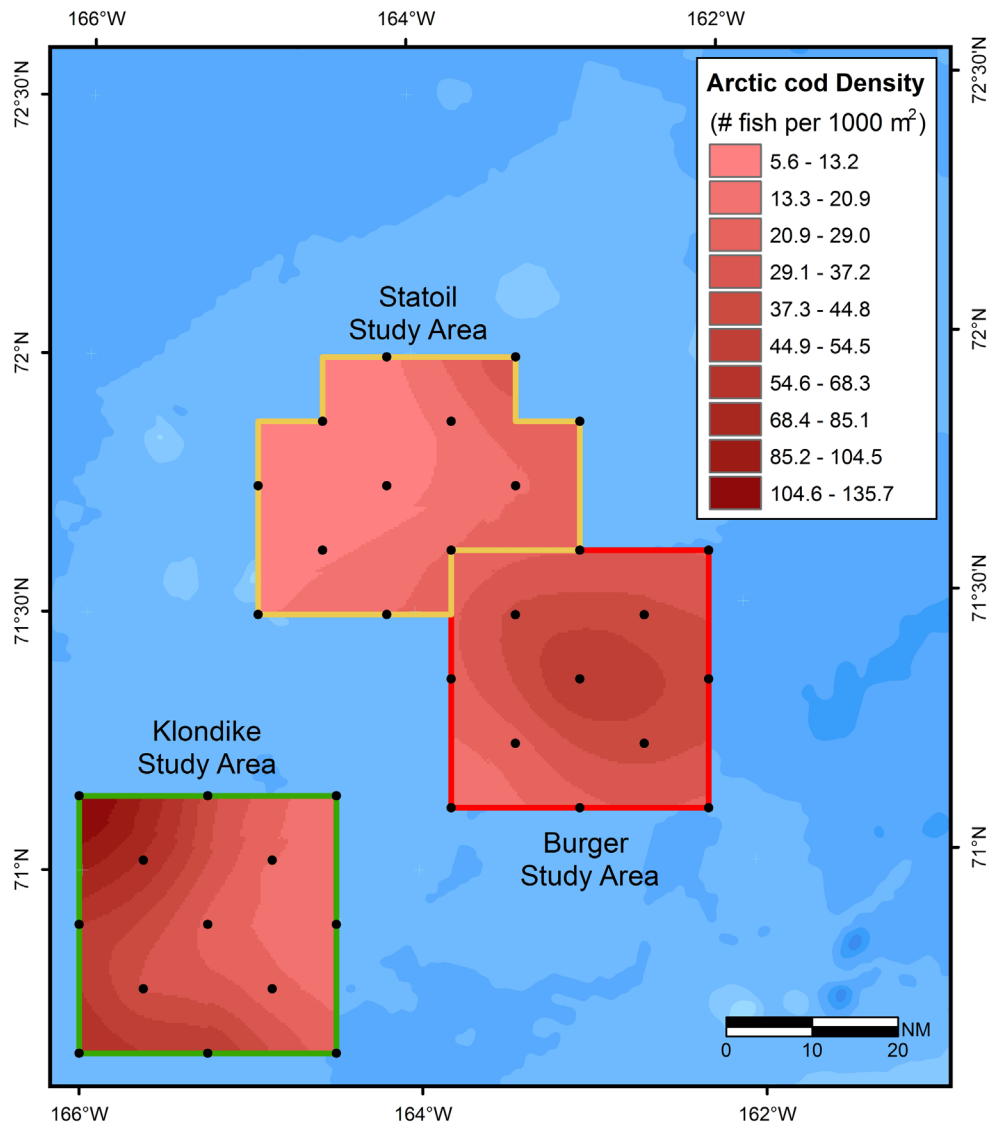 166°W 164°W 162°W
72°30'N
72°30'N
Arctic cod Density
(# fish per 1000 m²)
5.6 - 13.2
13.3 - 20.9
20.9 - 29.0
29.1 - 37.2
37.3 - 44.8
44.9 - 54.5
54.6 - 68.3
68.4 - 85.1
85.2 - 104.5
104.6 - 135.7
Statoil
Study Area
72°N
72°N
71°30'N
71°30'N
Klondike
Study Area
Burger
Study Area
71°N
71°N
NM
0 10 20
166°W 164°W 162°W